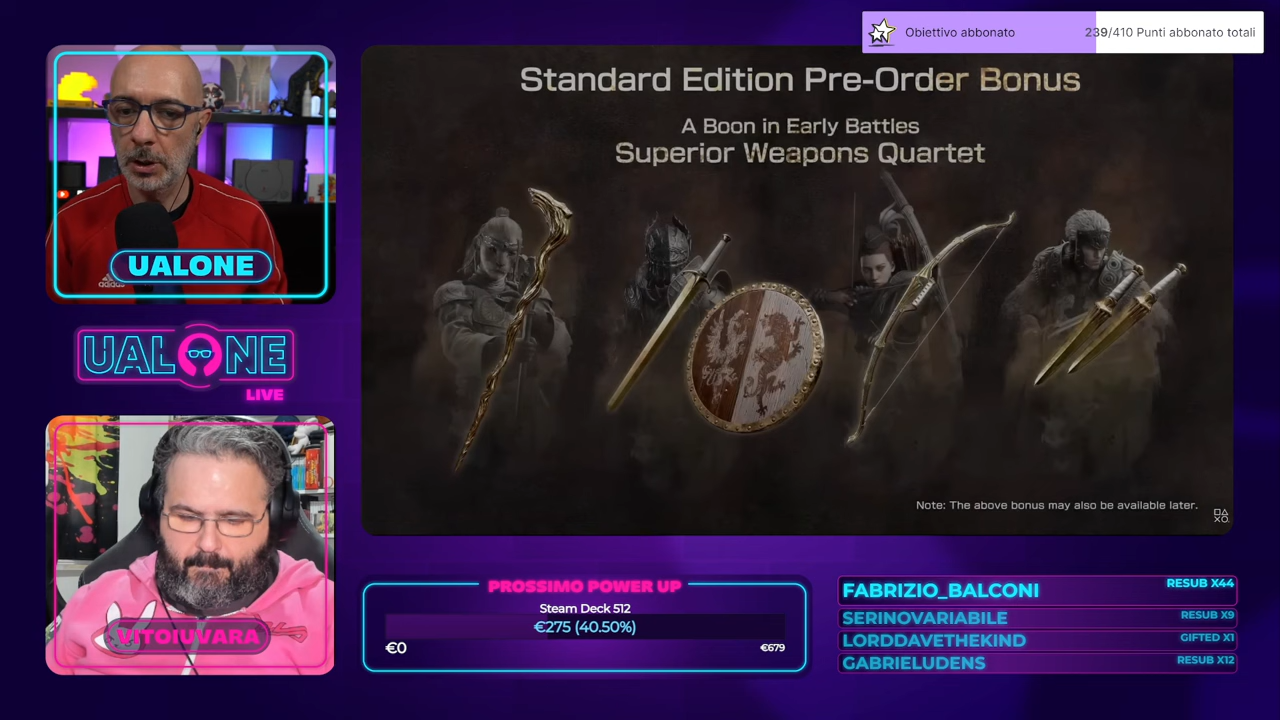 Obiettivo abbonato
239/410 Punti abbonato totali
Standard Edition Pre-Order Bonus
A Boon in Early Battles
Superior Weapons Quartet
adidas
UALONE
UALONE
LIVE
Note: The above bonus may also be available later.
VITOIUVARA
PROSSIMO POWER UP
Steam Deck 512
€275 (40.50%)
€0
€679
FABRIZIO_BALCONI
RESUB X44
SERINOVARIABILE
RESUB X9
LORDDAVETHEKIND
GIFTED X1
GABRIELUDENS
RESUB X12